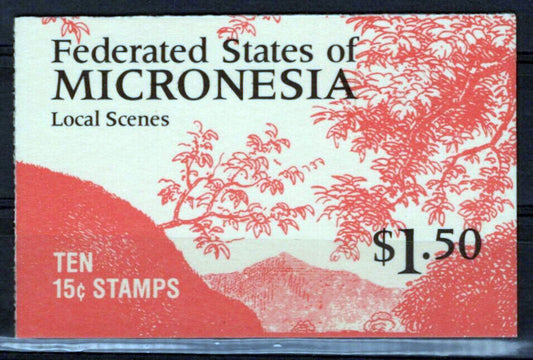 Federated States of
MICRONESIA
Local Scenes
$1.50
TEN
15¢ STAMPS